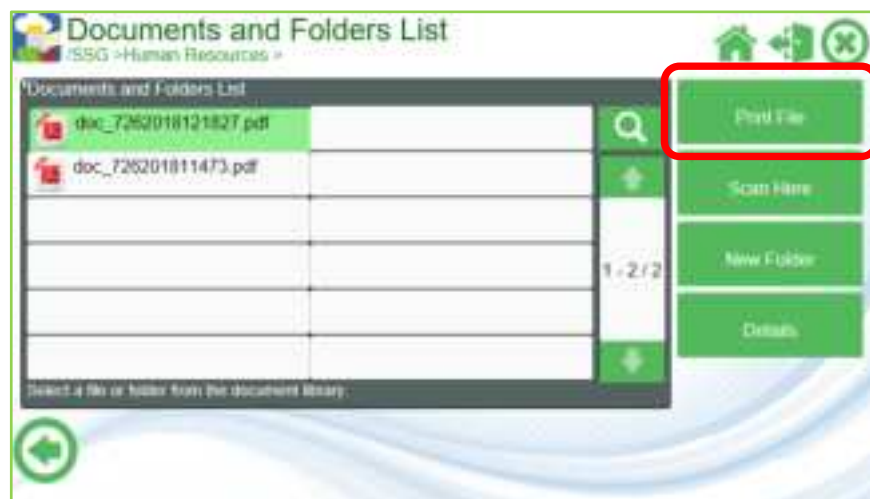 Documents and Folders List
/SSG >Human Resources >
*Documents and Folders List
doc_7262018121827.pdf
doc_726201811473.pdf
1 - 2 / 2
Print File
Scan Here
New Folder
Details
Select a file or folder from the document library.